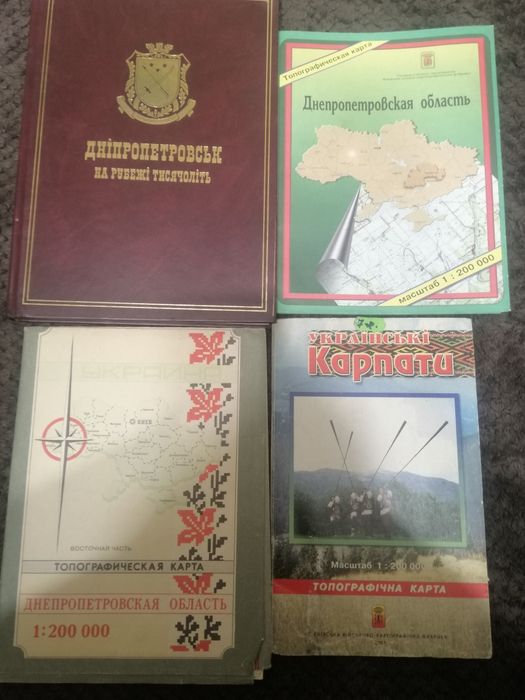 ДНІПРОПЕТРОВСЬК
НА РУБЕЖІ ТИСЯЧОЛІТЬ
Топографическая карта
Днепропетровская область
масштаб 1 : 200 000
УКРАИНА
КИЕВ
ВОСТОЧНАЯ ЧАСТЬ
ТОПОГРАФИЧЕСКАЯ КАРТА
ДНЕПРОПЕТРОВСКАЯ ОБЛАСТЬ
1:200 000
УКРАЇНСЬКІ
Карпати
Масштаб 1 : 200 000
ТОПОГРАФІЧНА КАРТА